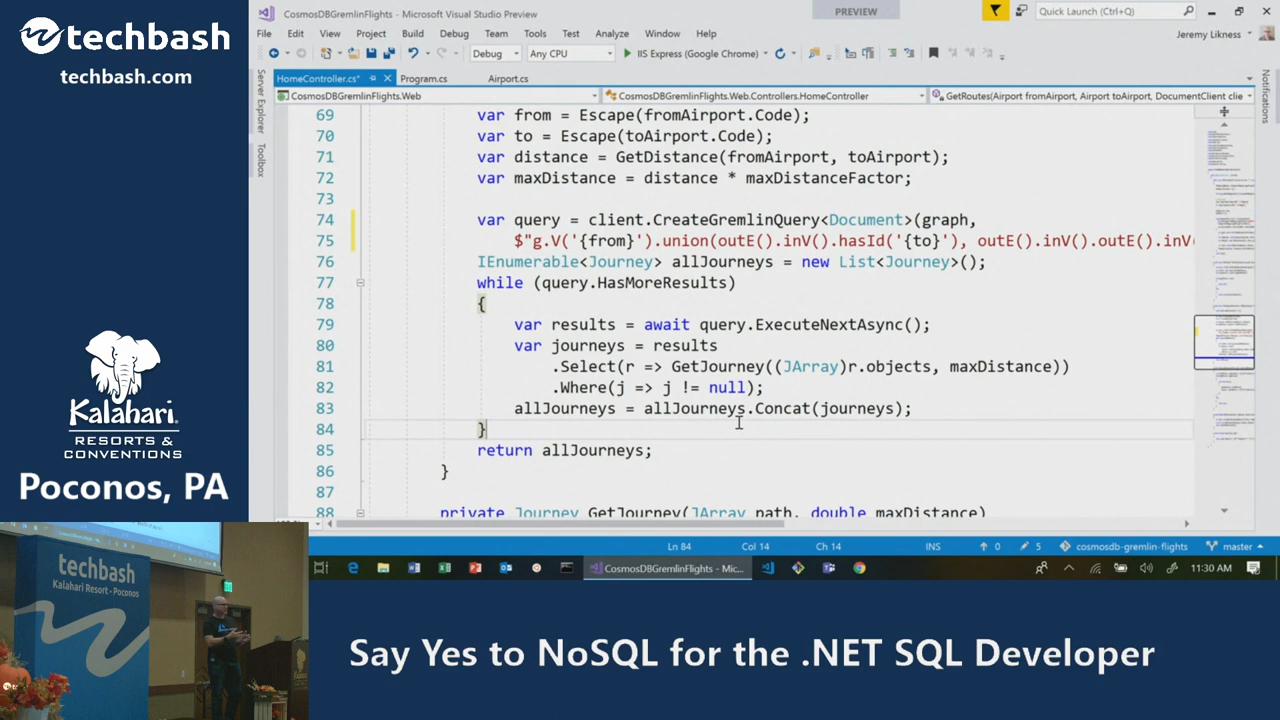 techbash
techbash.com
Kalahari
RESORTS &
CONVENTIONS
Poconos, PA
techbash
Kalahari Resort - Poconos
CosmosDBGremlinFlights - Microsoft Visual Studio Preview
PREVIEW
Quick Launch (Ctrl+Q)
File Edit View Project Build Debug Team Tools Test Analyze Window Help
Jeremy Likness
Debug Any CPU IIS Express (Google Chrome)
HomeController.cs* Program.cs Airport.cs
CosmosDBGremlinFlights.Web
CosmosDBGremlinFlights.Web.Controllers.HomeController
GetRoutes(Airport fromAirport, Airport toAirport, DocumentClient clie
Server Explorer
Toolbox
Notifications
69 var from = Escape(fromAirport.Code);
70 var to = Escape(toAirport.Code);
71 var distance = GetDistance(fromAirport, toAirport);
72 var maxDistance = distance * maxDistanceFactor;
73
74 var query = client.CreateGremlinQuery<Document>(graph,
75 $"g.V('{from}').union(outE().inV().hasId('{to}'), outE().inV().outE().inV(
76 IEnumerable<Journey> allJourneys = new List<Journey>();
77 while (query.HasMoreResults)
78 {
79 var results = await query.ExecuteNextAsync();
80 var journeys = results
81 .Select(r => GetJourney((JArray)r.objects, maxDistance))
82 .Where(j => j != null);
83 allJourneys = allJourneys.Concat(journeys);
84 }
85 return allJourneys;
86 }
87
88 private Journey GetJourney(JArray path, double maxDistance)
Ln 84 Col 14 Ch 14 INS 0 5 cosmosdb-gremlin-flights master
CosmosDBGremlinFlights - Mic...
11:30 AM
Say Yes to NoSQL for the .NET SQL Developer